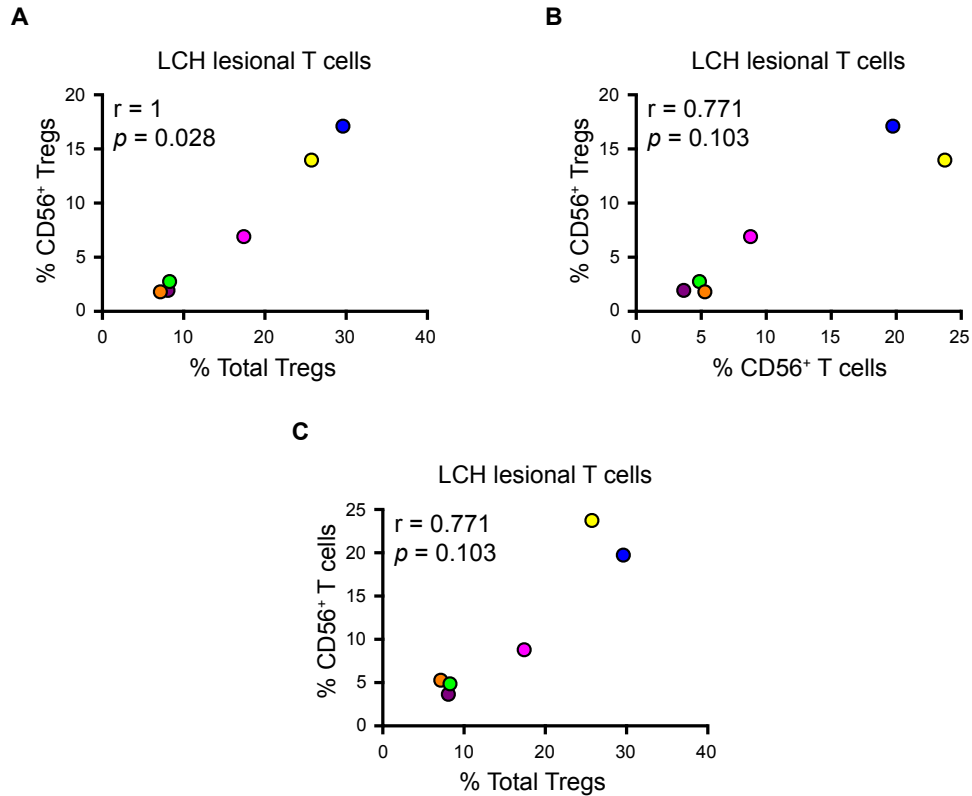 A
LCH lesional T cells
r = 1
p = 0.028
% CD56⁺ Tregs
20
15
10
5
0
0 10 20 30 40
% Total Tregs
B
LCH lesional T cells
r = 0.771
p = 0.103
% CD56⁺ Tregs
20
15
10
5
0
0 5 10 15 20 25
% CD56⁺ T cells
C
LCH lesional T cells
r = 0.771
p = 0.103
% CD56⁺ T cells
25
20
15
10
5
0
0 10 20 30 40
% Total Tregs